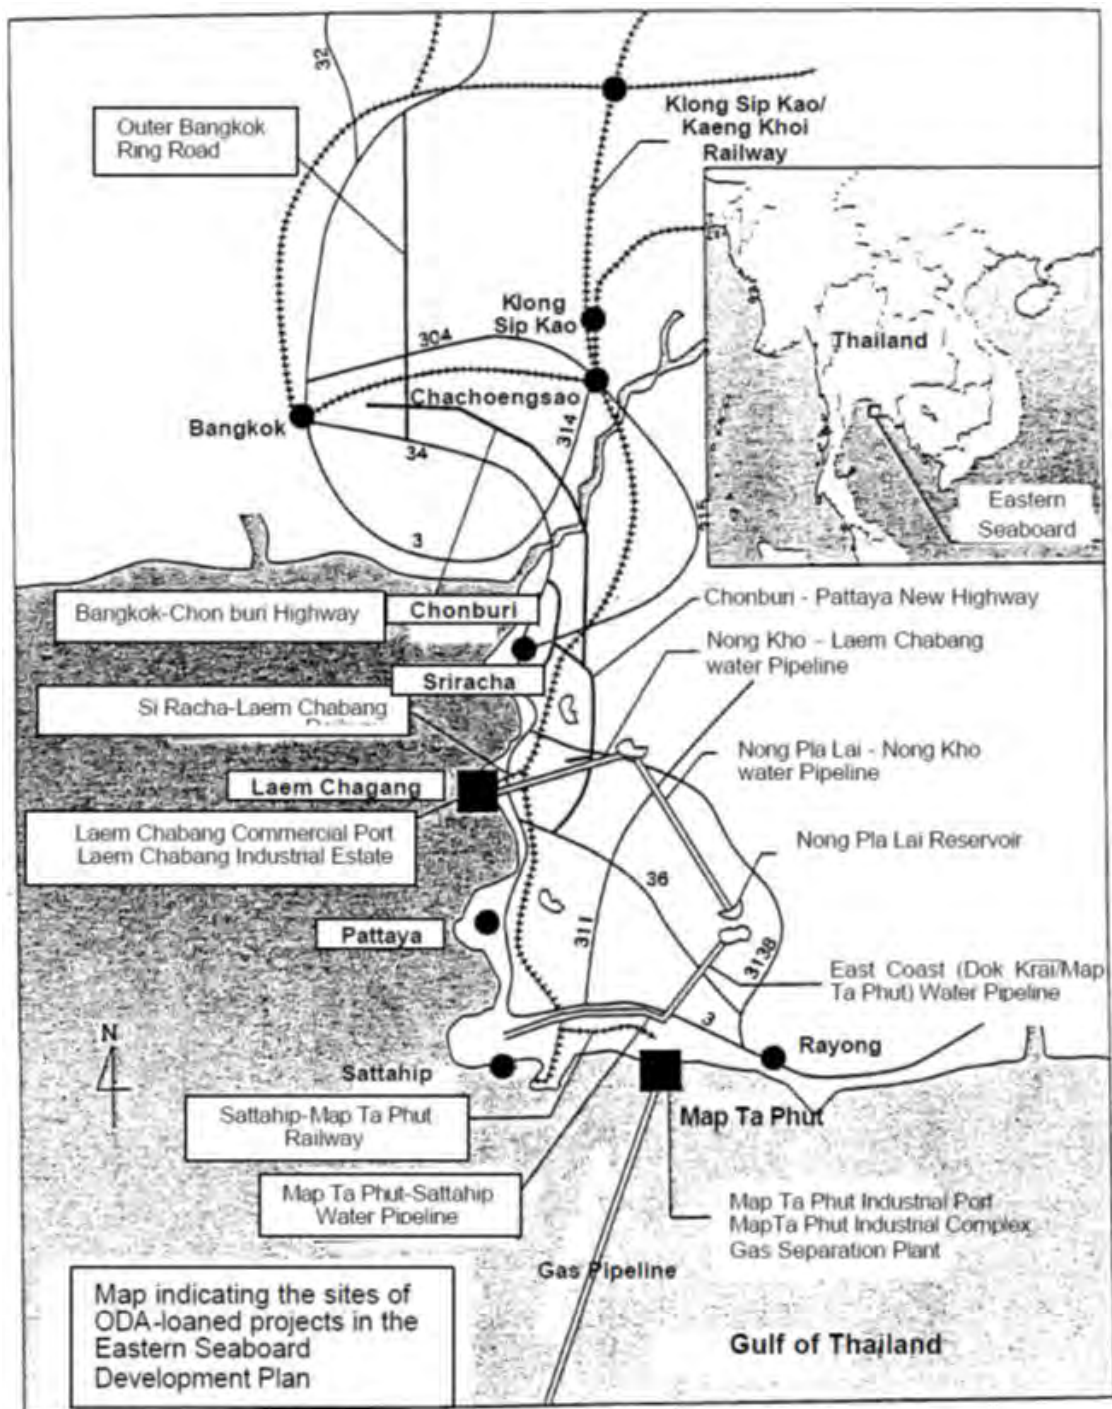 32
Outer Bangkok
Ring Road
Klong Sip Kao/
Kaeng Khoi
Railway
Klong
Sip Kao
304
Thailand
Chachoengsao
Bangkok
314
34
Eastern
Seaboard
3
315
Bangkok-Chon buri Highway
Chonburi
Chonburi - Pattaya New Highway
Nong Kho - Laem Chabang
water Pipeline
Sriracha
Si Racha-Laem Chabang
Nong Pla Lai - Nong Kho
water Pipeline
Laem Chagang
Laem Chabang Commercial Port
Laem Chabang Industrial Estate
Nong Pla Lai Reservoir
36
311
Pattaya
3138
East Coast (Dok Krai/Map
Ta Phut) Water Pipeline
N
3
Rayong
Sattahip
Map Ta Phut
Sattahip-Map Ta Phut
Railway
Map Ta Phut-Sattahip
Water Pipeline
Map Ta Phut Industrial Port
MapTa Phut Industrial Complex
Gas Separation Plant
Gas Pipeline
Map indicating the sites of
ODA-loaned projects in the
Eastern Seaboard
Development Plan
Gulf of Thailand